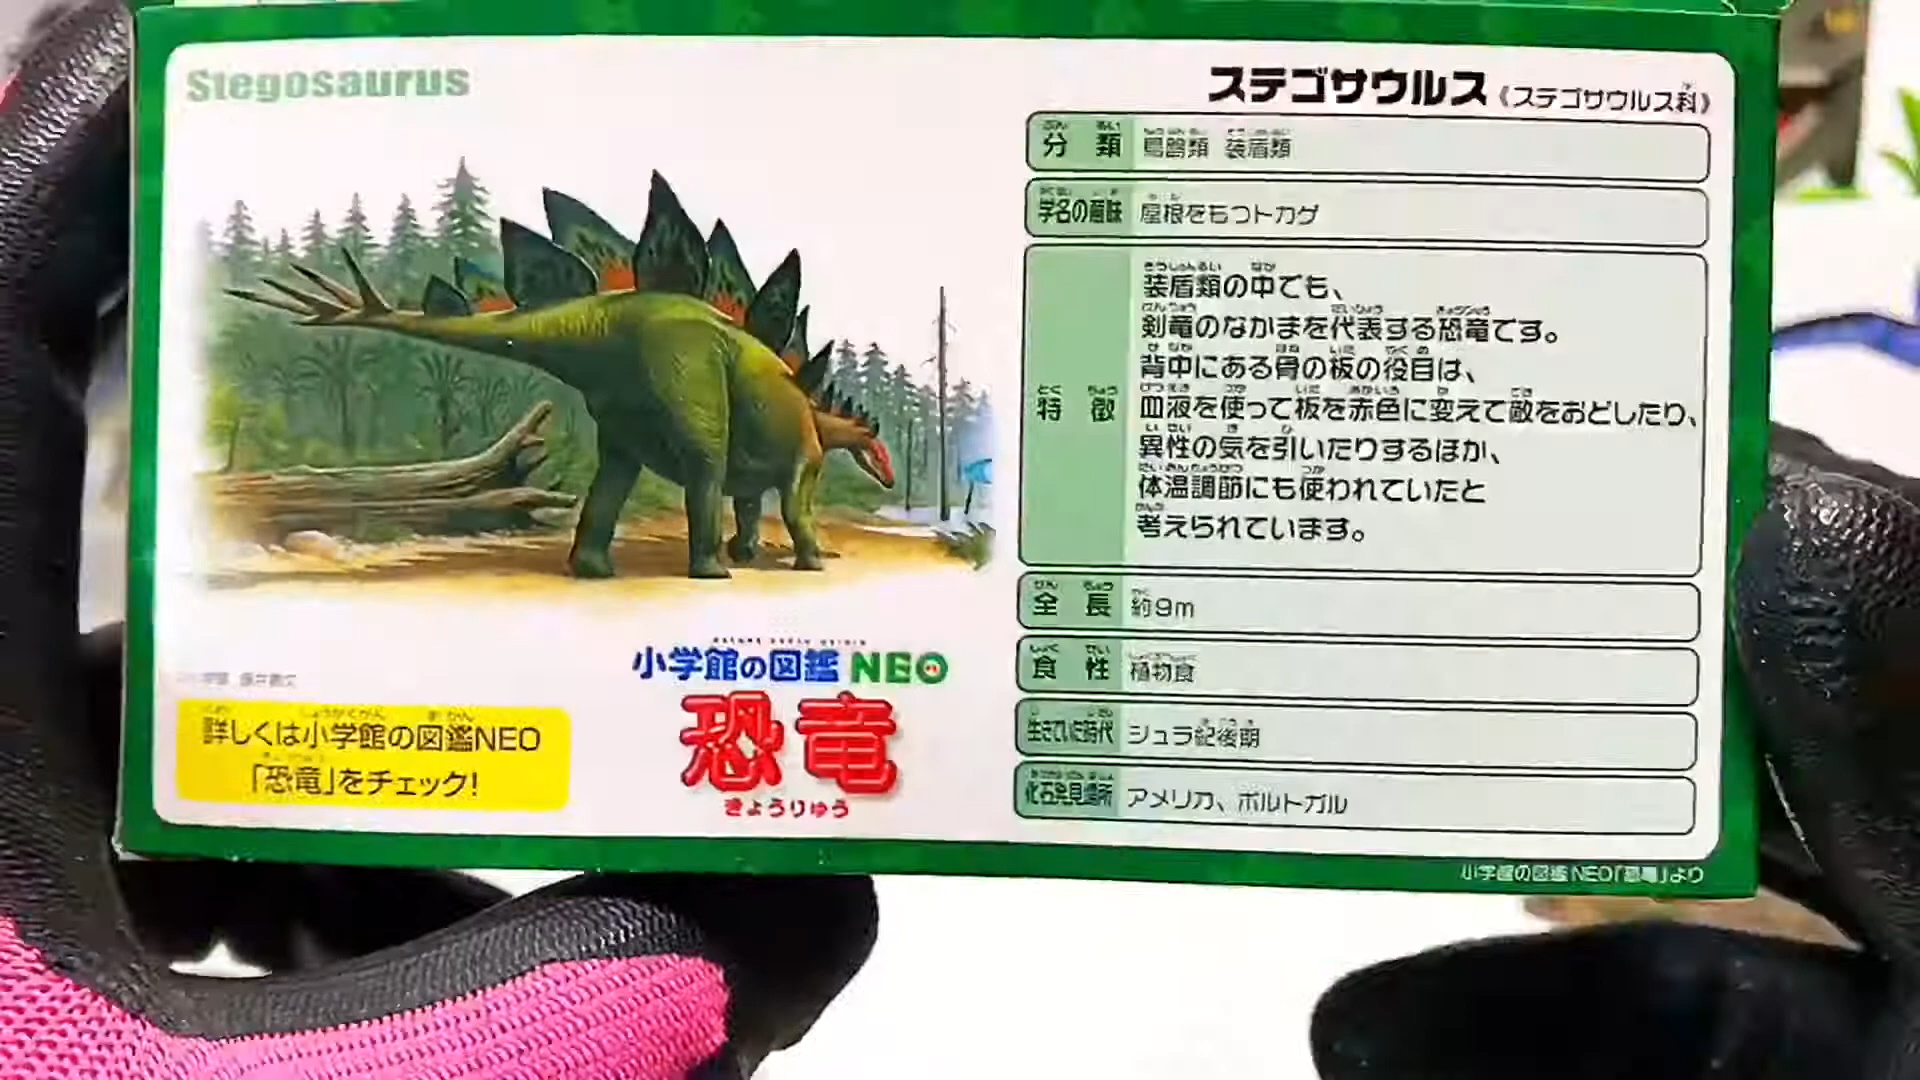 Stegosaurus
ステゴサウルス 《ステゴサウルス科》
分類 鳥盤類 装盾類
学名の意味 屋根をもつトカゲ
特徴
装盾類の中でも、
剣竜のなかまを代表する恐竜です。
背中にある骨の板の役目は、
血液を使って板を赤色に変えて敵をおどしたり、
異性の気を引いたりするほか、
体温調節にも使われていたと
考えられています。
全長 約9m
食性 植物食
生きていた時代 ジュラ紀後期
化石発見場所 アメリカ、ポルトガル
小学館の図鑑 NEO
恐竜
きょうりゅう
詳しくは小学館の図鑑NEO
「恐竜」をチェック!
小学館の図鑑 NEO「恐竜」より